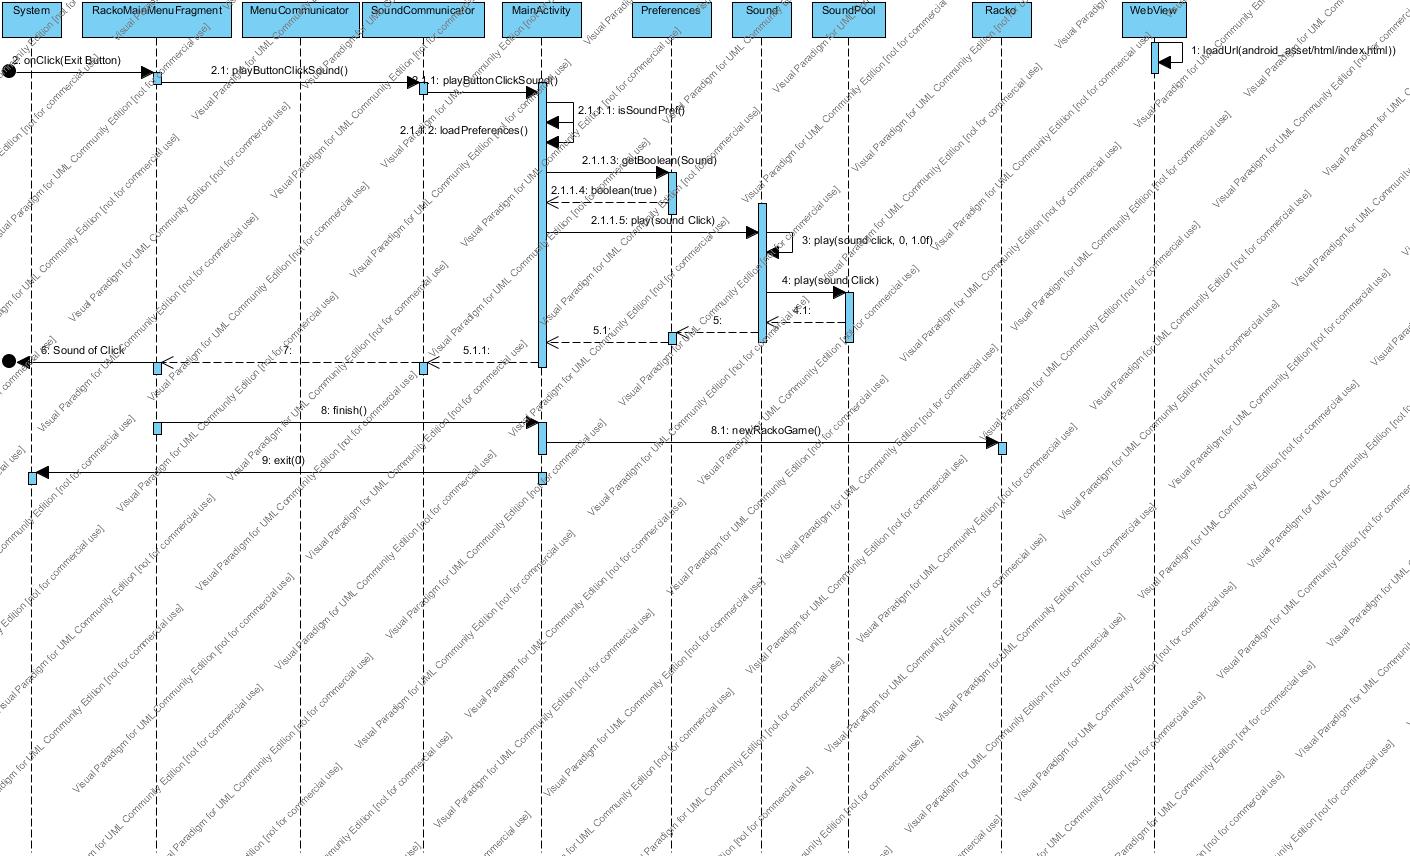 System
RackoMainMenuFragment
MenuCommunicator
SoundCommunicator
MainActivity
Preferences
Sound
SoundPool
Racko
WebView
1: loadUrl(android_asset/html/index.html))
2: onClick(Exit Button)
2.1: playButtonClickSound()
2.1.1: playButtonClickSound()
2.1.1.1: isSoundPref()
2.1.1.2: loadPreferences()
2.1.1.3: getBoolean(Sound)
2.1.1.4: boolean(true)
2.1.1.5: play(sound Click)
3: play(sound click, 0, 1.0f)
4: play(sound Click)
4.1:
5:
5.1:
6: Sound of Click
7:
5.1.1:
8: finish()
8.1: newRackoGame()
9: exit(0)
Visual Paradigm for UML Community Edition [not for commercial use]